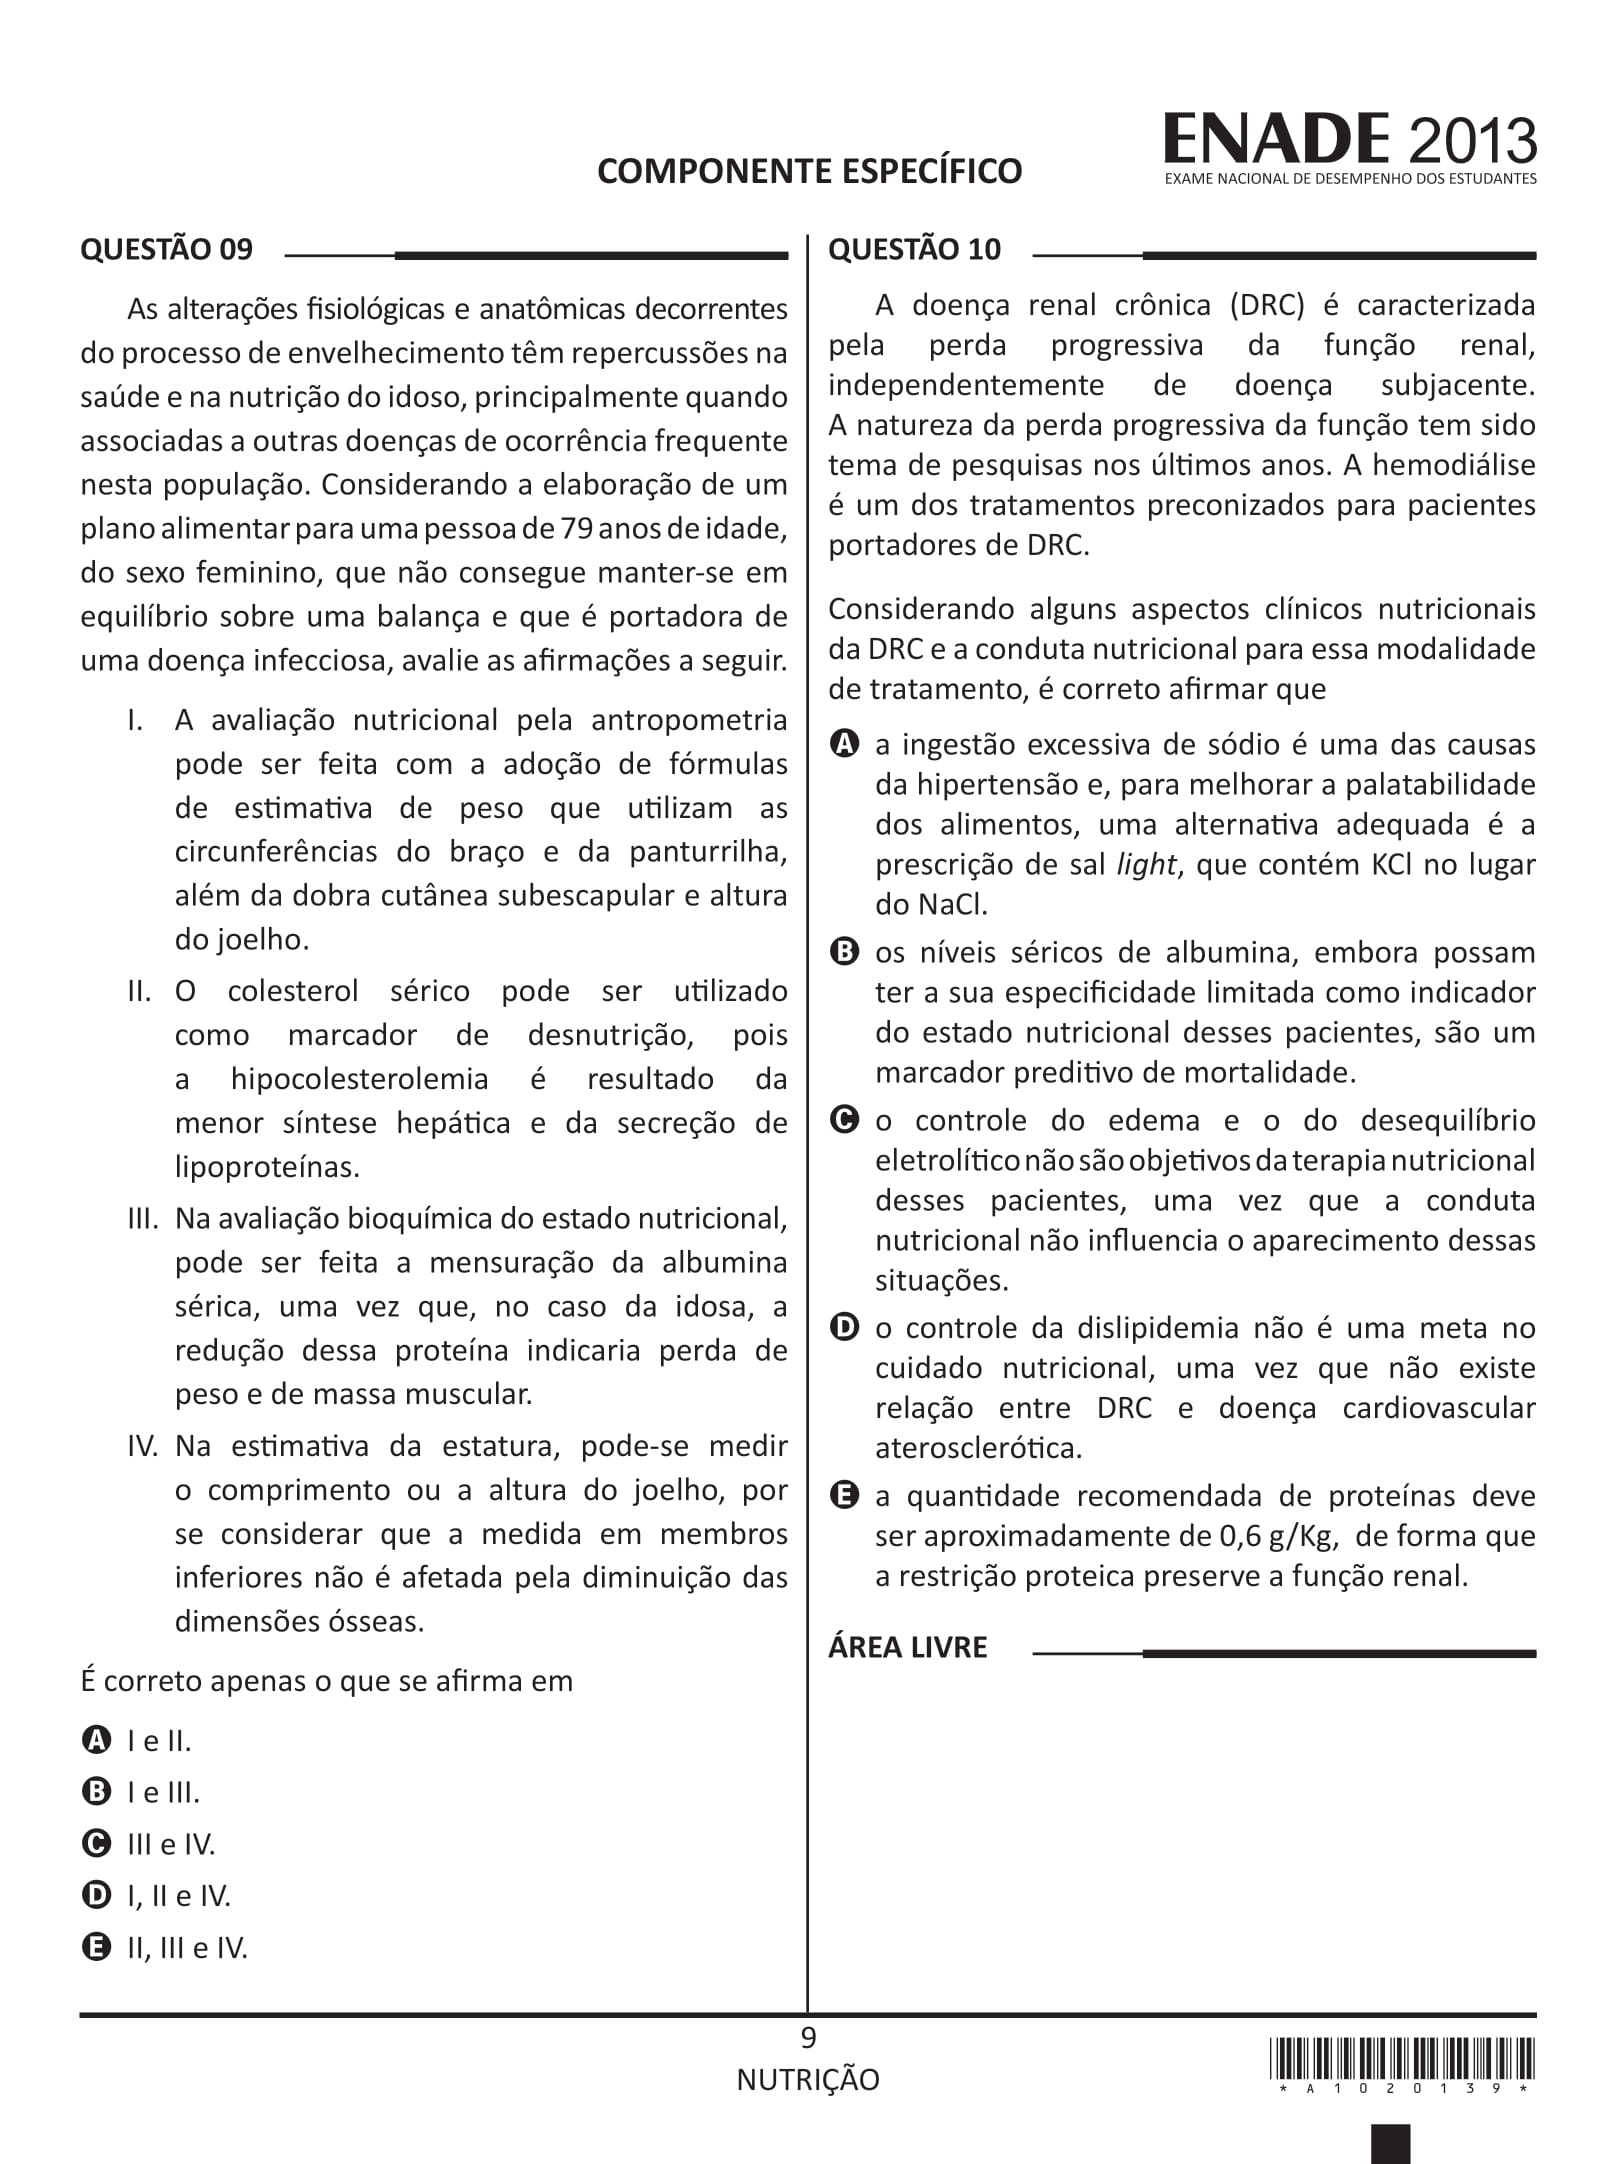 ENADE 2013
EXAME NACIONAL DE DESEMPENHO DOS ESTUDANTES
COMPONENTE ESPECÍFICO
QUESTÃO 09
As alterações fisiológicas e anatômicas decorrentes
do processo de envelhecimento têm repercussões na
saúde e na nutrição do idoso, principalmente quando
associadas a outras doenças de ocorrência frequente
nesta população. Considerando a elaboração de um
plano alimentar para uma pessoa de 79 anos de idade,
do sexo feminino, que não consegue manter-se em
equilíbrio sobre uma balança e que é portadora de
uma doença infecciosa, avalie as afirmações a seguir.
I. A avaliação nutricional pela antropometria
pode ser feita com a adoção de fórmulas
de estimativa de peso que utilizam as
circunferências do braço e da panturrilha,
além da dobra cutânea subescapular e altura
do joelho.
II. O colesterol sérico pode ser utilizado
como marcador de desnutrição, pois
a hipocolesterolemia é resultado da
menor síntese hepática e da secreção de
lipoproteínas.
III. Na avaliação bioquímica do estado nutricional,
pode ser feita a mensuração da albumina
sérica, uma vez que, no caso da idosa, a
redução dessa proteína indicaria perda de
peso e de massa muscular.
IV. Na estimativa da estatura, pode-se medir
o comprimento ou a altura do joelho, por
se considerar que a medida em membros
inferiores não é afetada pela diminuição das
dimensões ósseas.
É correto apenas o que se afirma em
A I e II.
B I e III.
C III e IV.
D I, II e IV.
E II, III e IV.
QUESTÃO 10
A doença renal crônica (DRC) é caracterizada
pela perda progressiva da função renal,
independentemente de doença subjacente.
A natureza da perda progressiva da função tem sido
tema de pesquisas nos últimos anos. A hemodiálise
é um dos tratamentos preconizados para pacientes
portadores de DRC.
Considerando alguns aspectos clínicos nutricionais
da DRC e a conduta nutricional para essa modalidade
de tratamento, é correto afirmar que
A a ingestão excessiva de sódio é uma das causas
da hipertensão e, para melhorar a palatabilidade
dos alimentos, uma alternativa adequada é a
prescrição de sal light, que contém KCl no lugar
do NaCl.
B os níveis séricos de albumina, embora possam
ter a sua especificidade limitada como indicador
do estado nutricional desses pacientes, são um
marcador preditivo de mortalidade.
C o controle do edema e o do desequilíbrio
eletrolítico não são objetivos da terapia nutricional
desses pacientes, uma vez que a conduta
nutricional não influencia o aparecimento dessas
situações.
D o controle da dislipidemia não é uma meta no
cuidado nutricional, uma vez que não existe
relação entre DRC e doença cardiovascular
aterosclerótica.
E a quantidade recomendada de proteínas deve
ser aproximadamente de 0,6 g/Kg, de forma que
a restrição proteica preserve a função renal.
ÁREA LIVRE
9
NUTRIÇÃO
* A 1 0 2 0 1 3 9 *